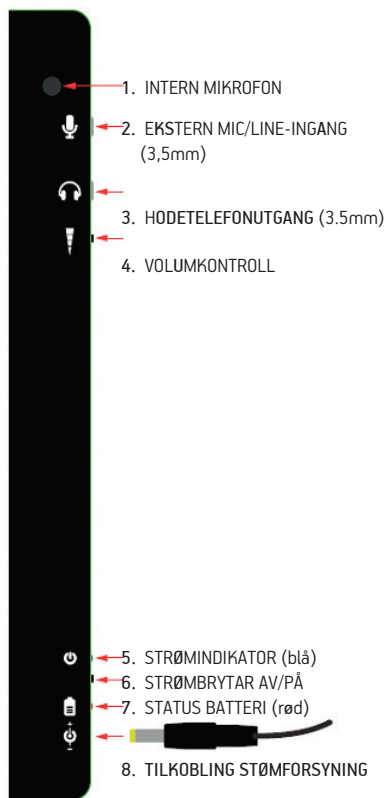 1. INTERN MIKROFON
2. EKSTERN MIC/LINE-INGANG
(3,5mm)
3. HODETELEFONUTGANG (3.5mm)
4. VOLUMKONTROLL
5. STRØMINDIKATOR (blå)
6. STRØMBRYTAR AV/PÅ
7. STATUS BATTERI (rød)
8. TILKOBLING STØMFORSYNING